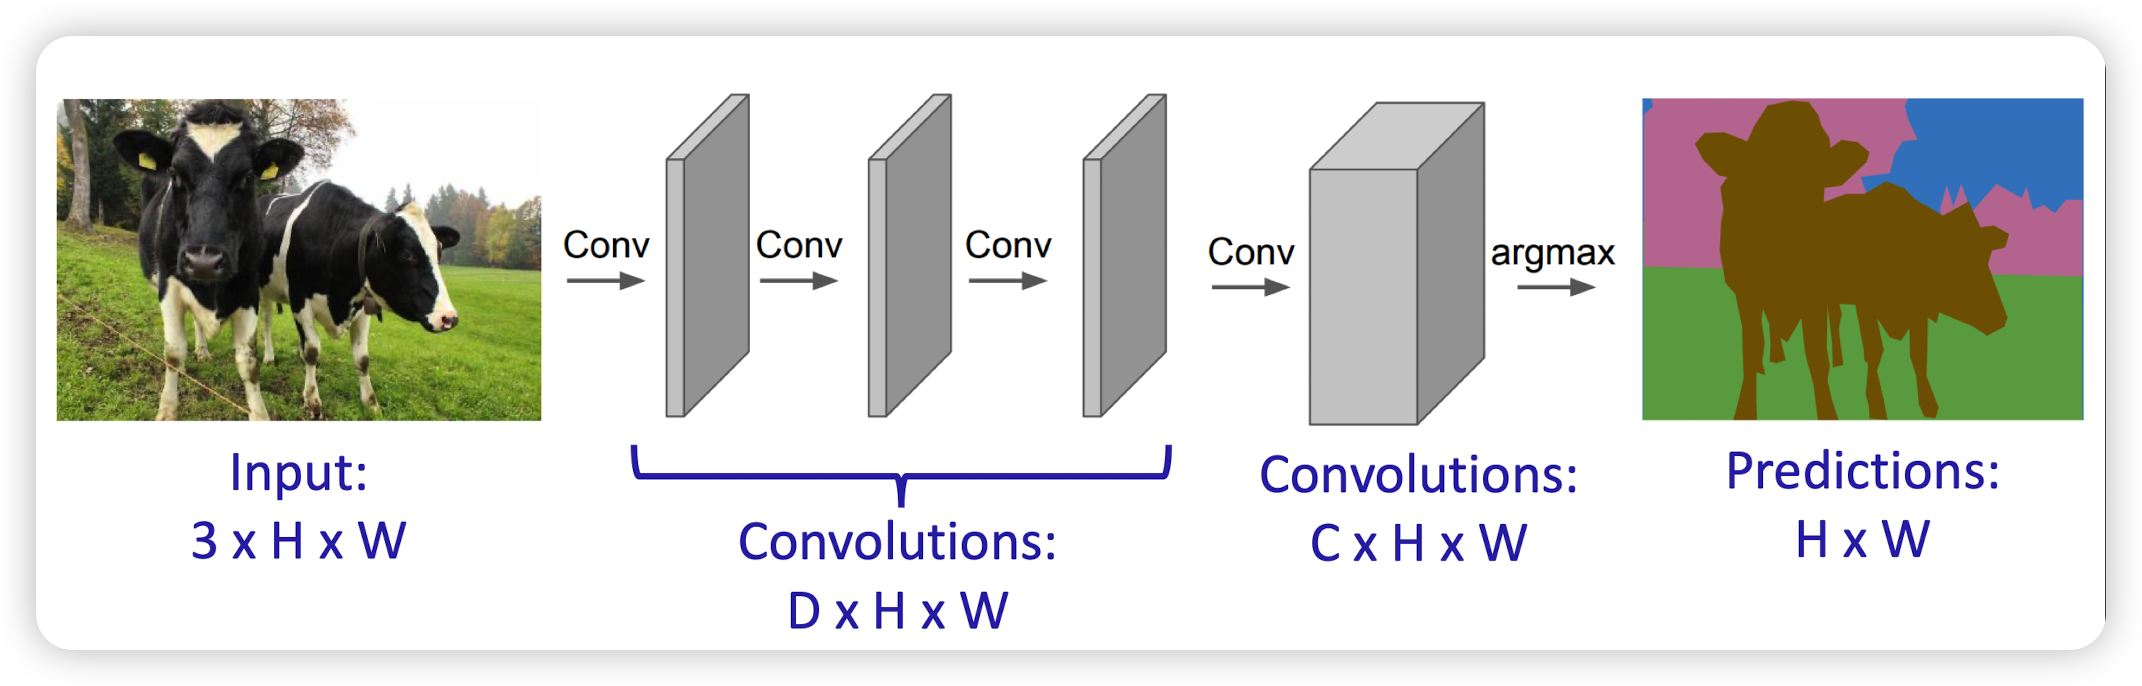 Conv
Conv
Conv
Conv
argmax
Input:
3 x H x W
Convolutions:
D x H x W
Convolutions:
C x H x W
Predictions:
H x W